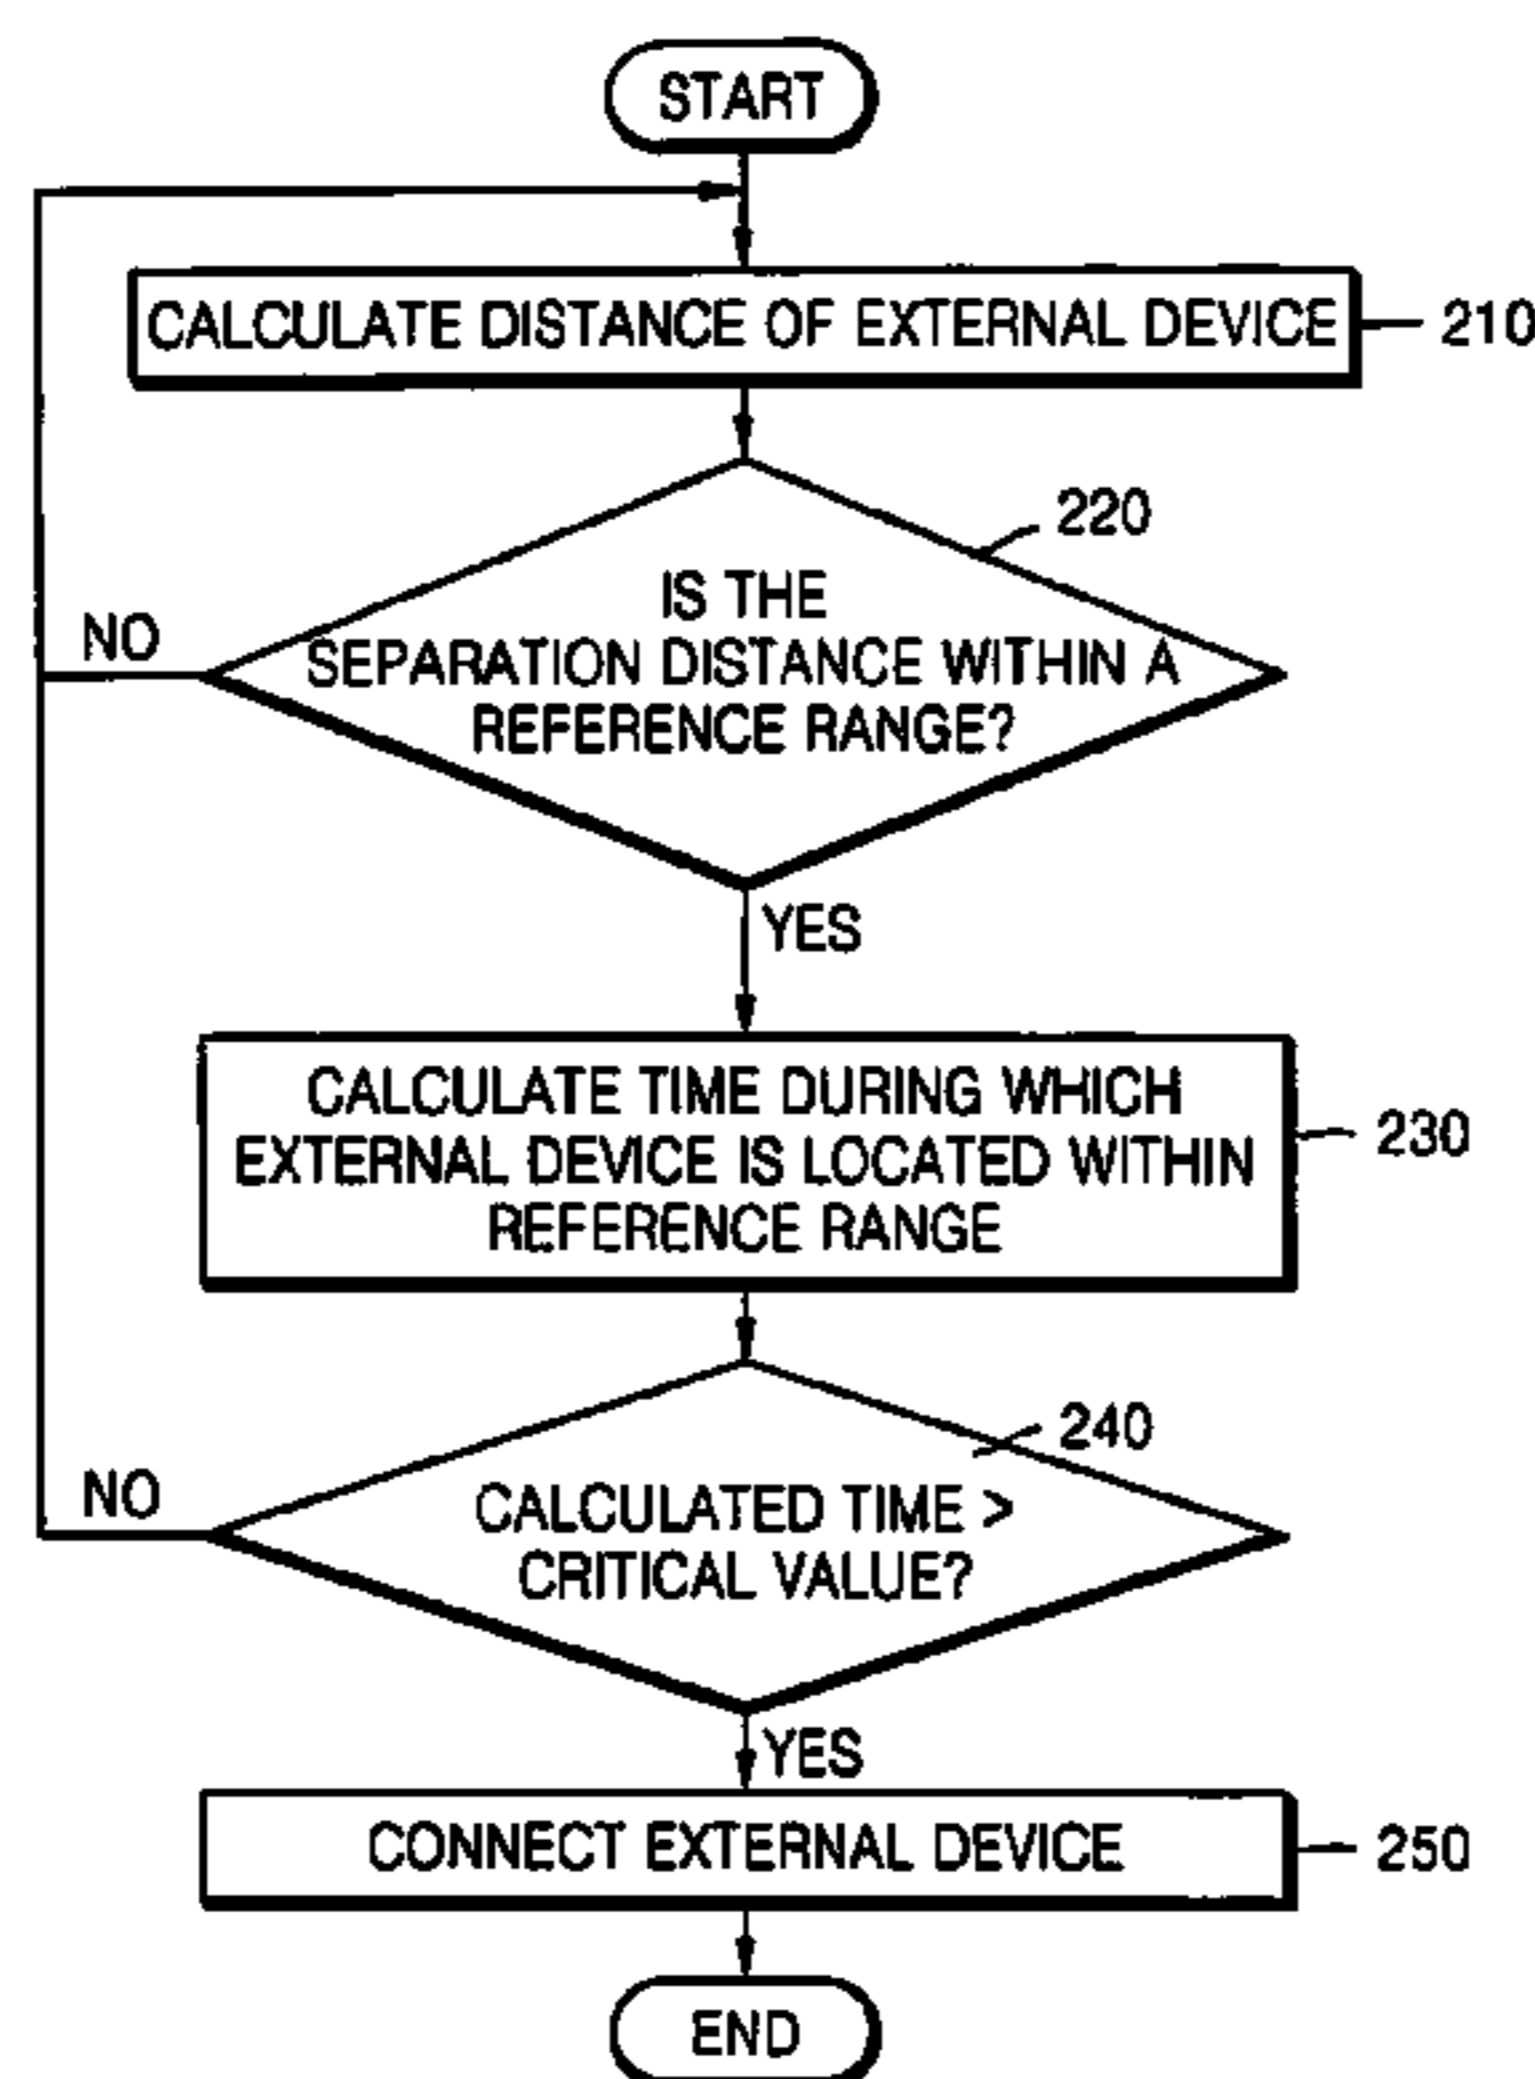 START
CALCULATE DISTANCE OF EXTERNAL DEVICE
210
220
IS THE
SEPARATION DISTANCE WITHIN A
REFERENCE RANGE?
NO
YES
CALCULATE TIME DURING WHICH
EXTERNAL DEVICE IS LOCATED WITHIN
REFERENCE RANGE
230
240
CALCULATED TIME >
CRITICAL VALUE?
NO
YES
CONNECT EXTERNAL DEVICE
250
END